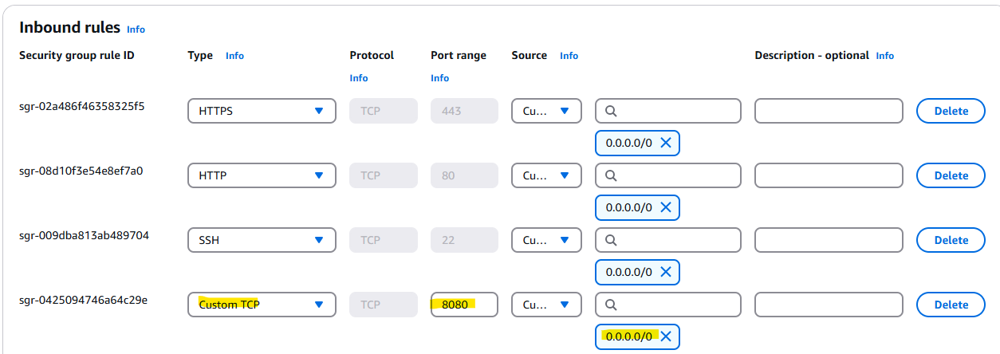 Inbound rules Info
Security group rule ID Type Info Protocol Info Port range Info Source Info Description - optional Info
sgr-02a486f46358325f5 HTTPS TCP 443 Cu... Delete
0.0.0.0/0
sgr-08d10f3e54e8ef7a0 HTTP TCP 80 Cu... Delete
0.0.0.0/0
sgr-009dba813ab489704 SSH TCP 22 Cu... Delete
0.0.0.0/0
sgr-0425094746a64c29e Custom TCP TCP 8080 Cu... Delete
0.0.0.0/0